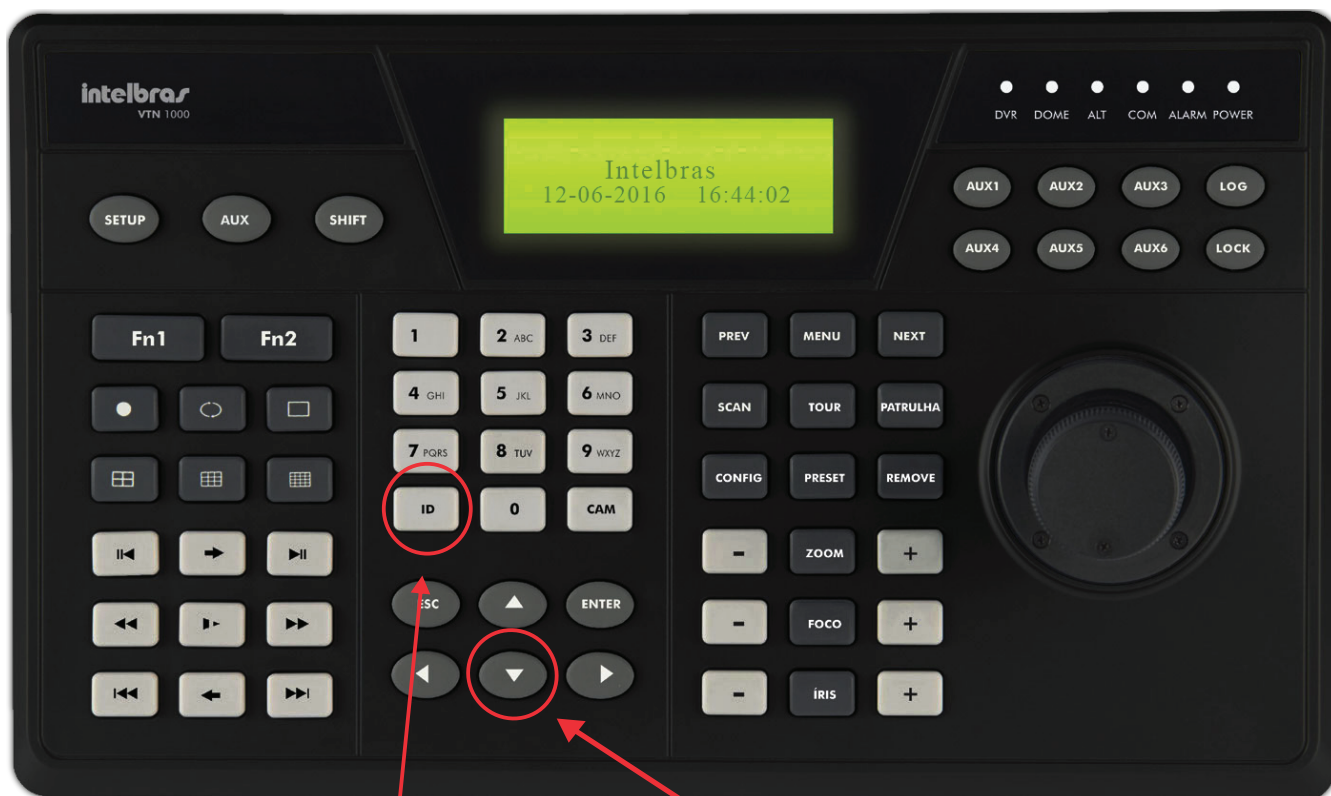 intelbras
VTN 1000
Intelbras
12-06-2016 16:44:02
DVR DOME ALT COM ALARM POWER
SETUP AUX SHIFT
AUX1 AUX2 AUX3 LOG
AUX4 AUX5 AUX6 LOCK
Fn1 Fn2
1 2 ABC 3 DEF
4 GHI 5 JKL 6 MNO
7 PQRS 8 TUV 9 WXYZ
ID 0 CAM
ESC ENTER
PREV MENU NEXT
SCAN TOUR PATRULHA
CONFIG PRESET REMOVE
- ZOOM +
- FOCO +
- ÍRIS +